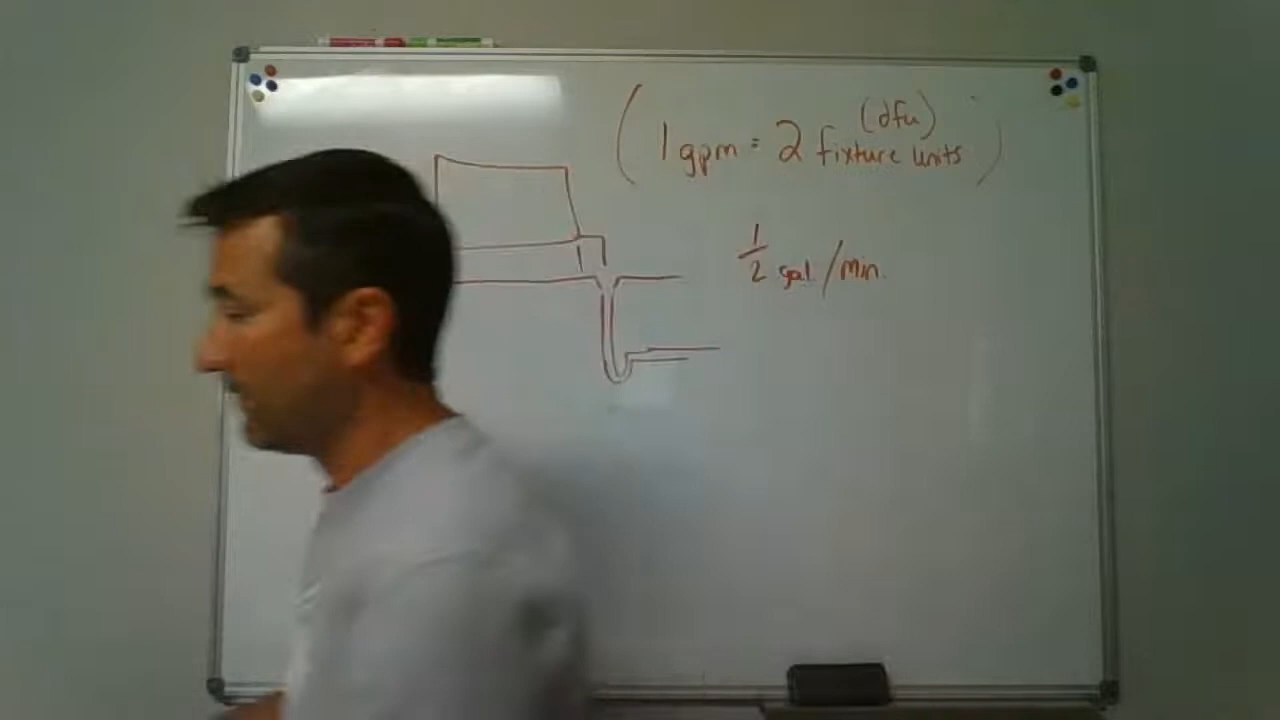 (dfu)
(1 gpm = 2 fixture units)
1/2 gal/min.